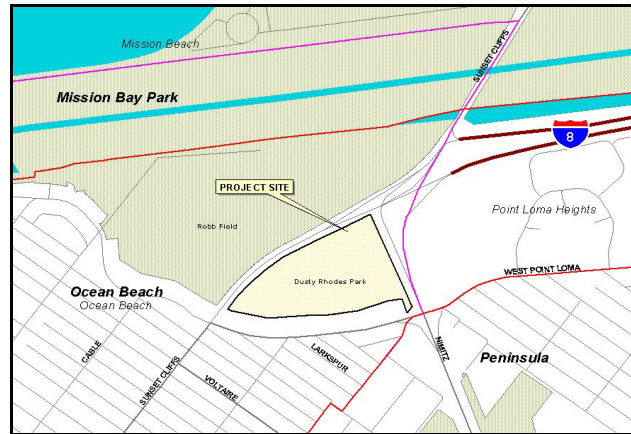 Mission Beach
SUNSET CLIFFS
Mission Bay Park
8
PROJECT SITE
Point Loma Heights
Robb Field
WEST POINT LOMA
Dusty Rhodes Park
Ocean Beach
Ocean Beach
CABLE
SUNSET CLIFFS
VOLTAIRE
LARKSPUR
NIMITZ
Peninsula